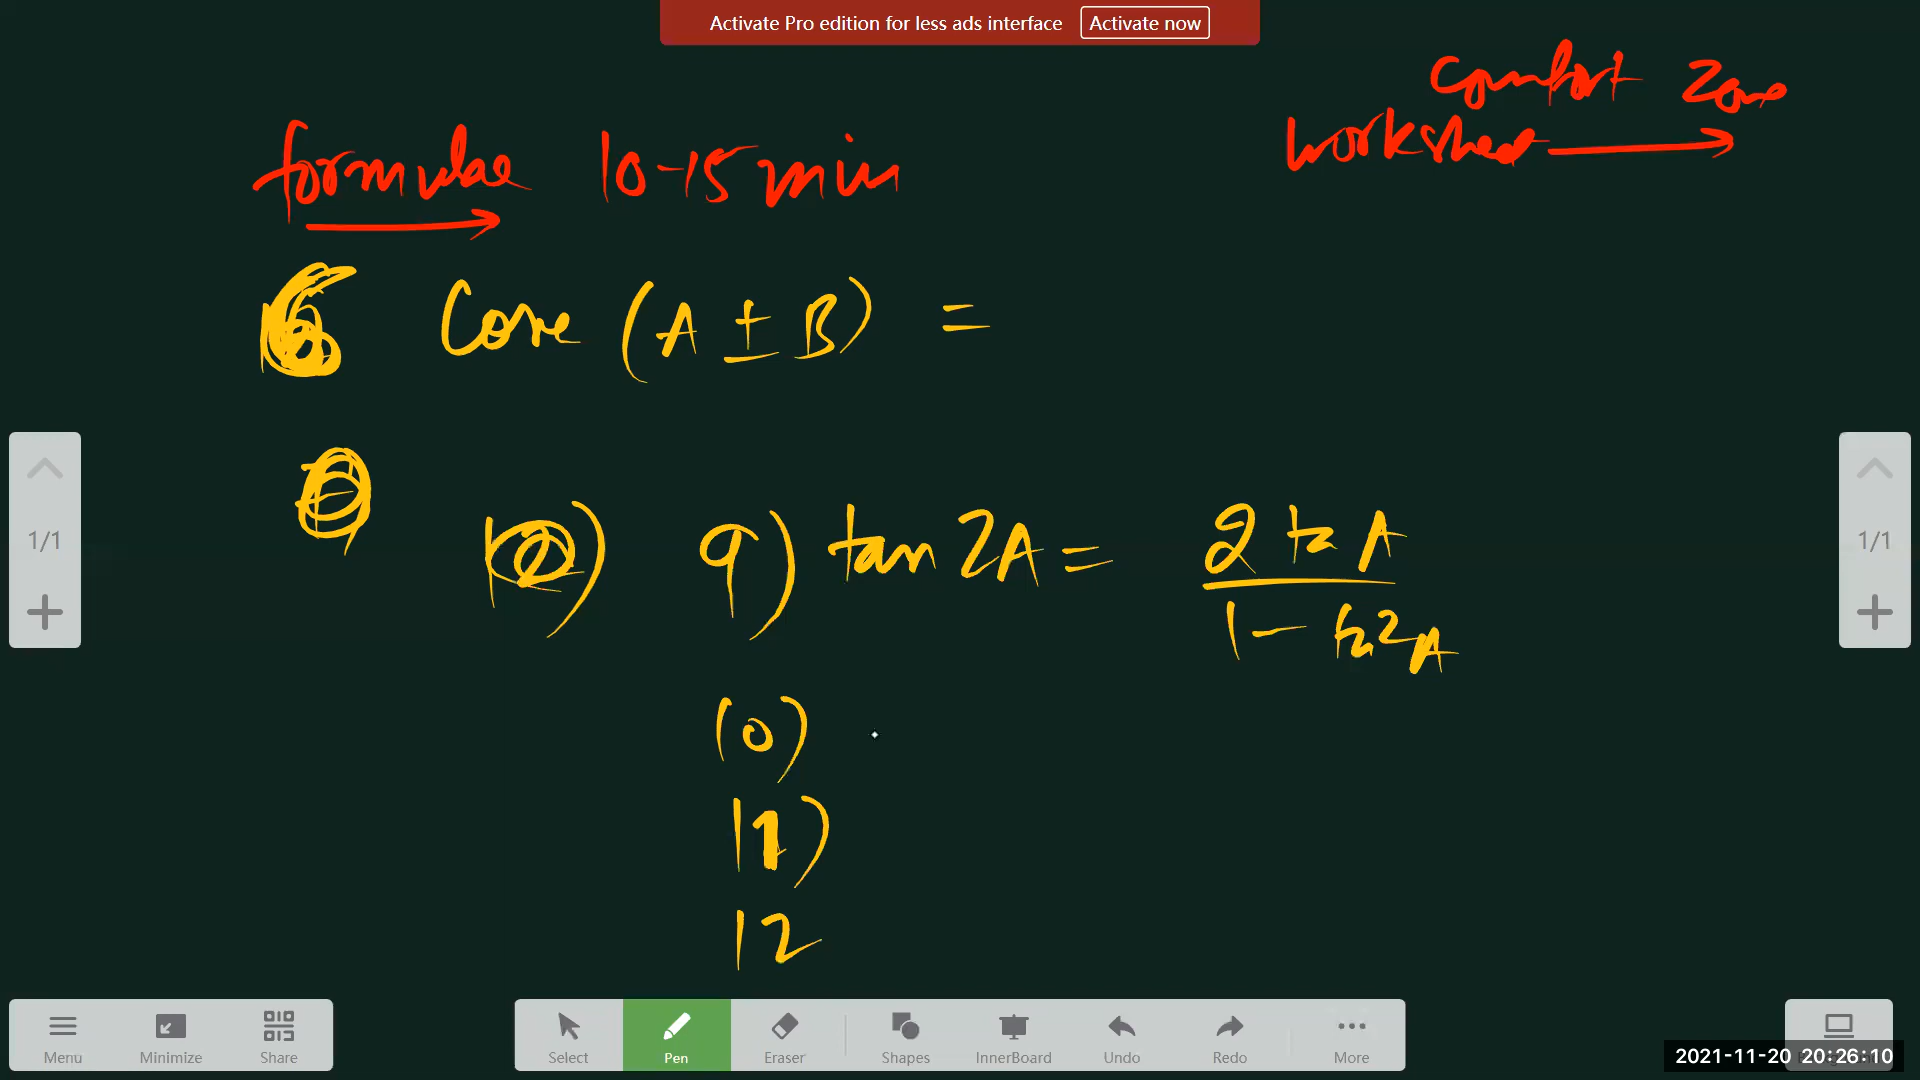 Activate Pro edition for less ads interface Activate now
Comfort Zone
worksheet
formulae 10-15 min
(A ± B) =
9) tan 2A = 2 tan A / 1 - tan2A
10)
11)
12
1/1
1/1
Menu Minimize Share Select Pen Eraser Shapes InnerBoard Undo Redo More
2021-11-20 20:26:10